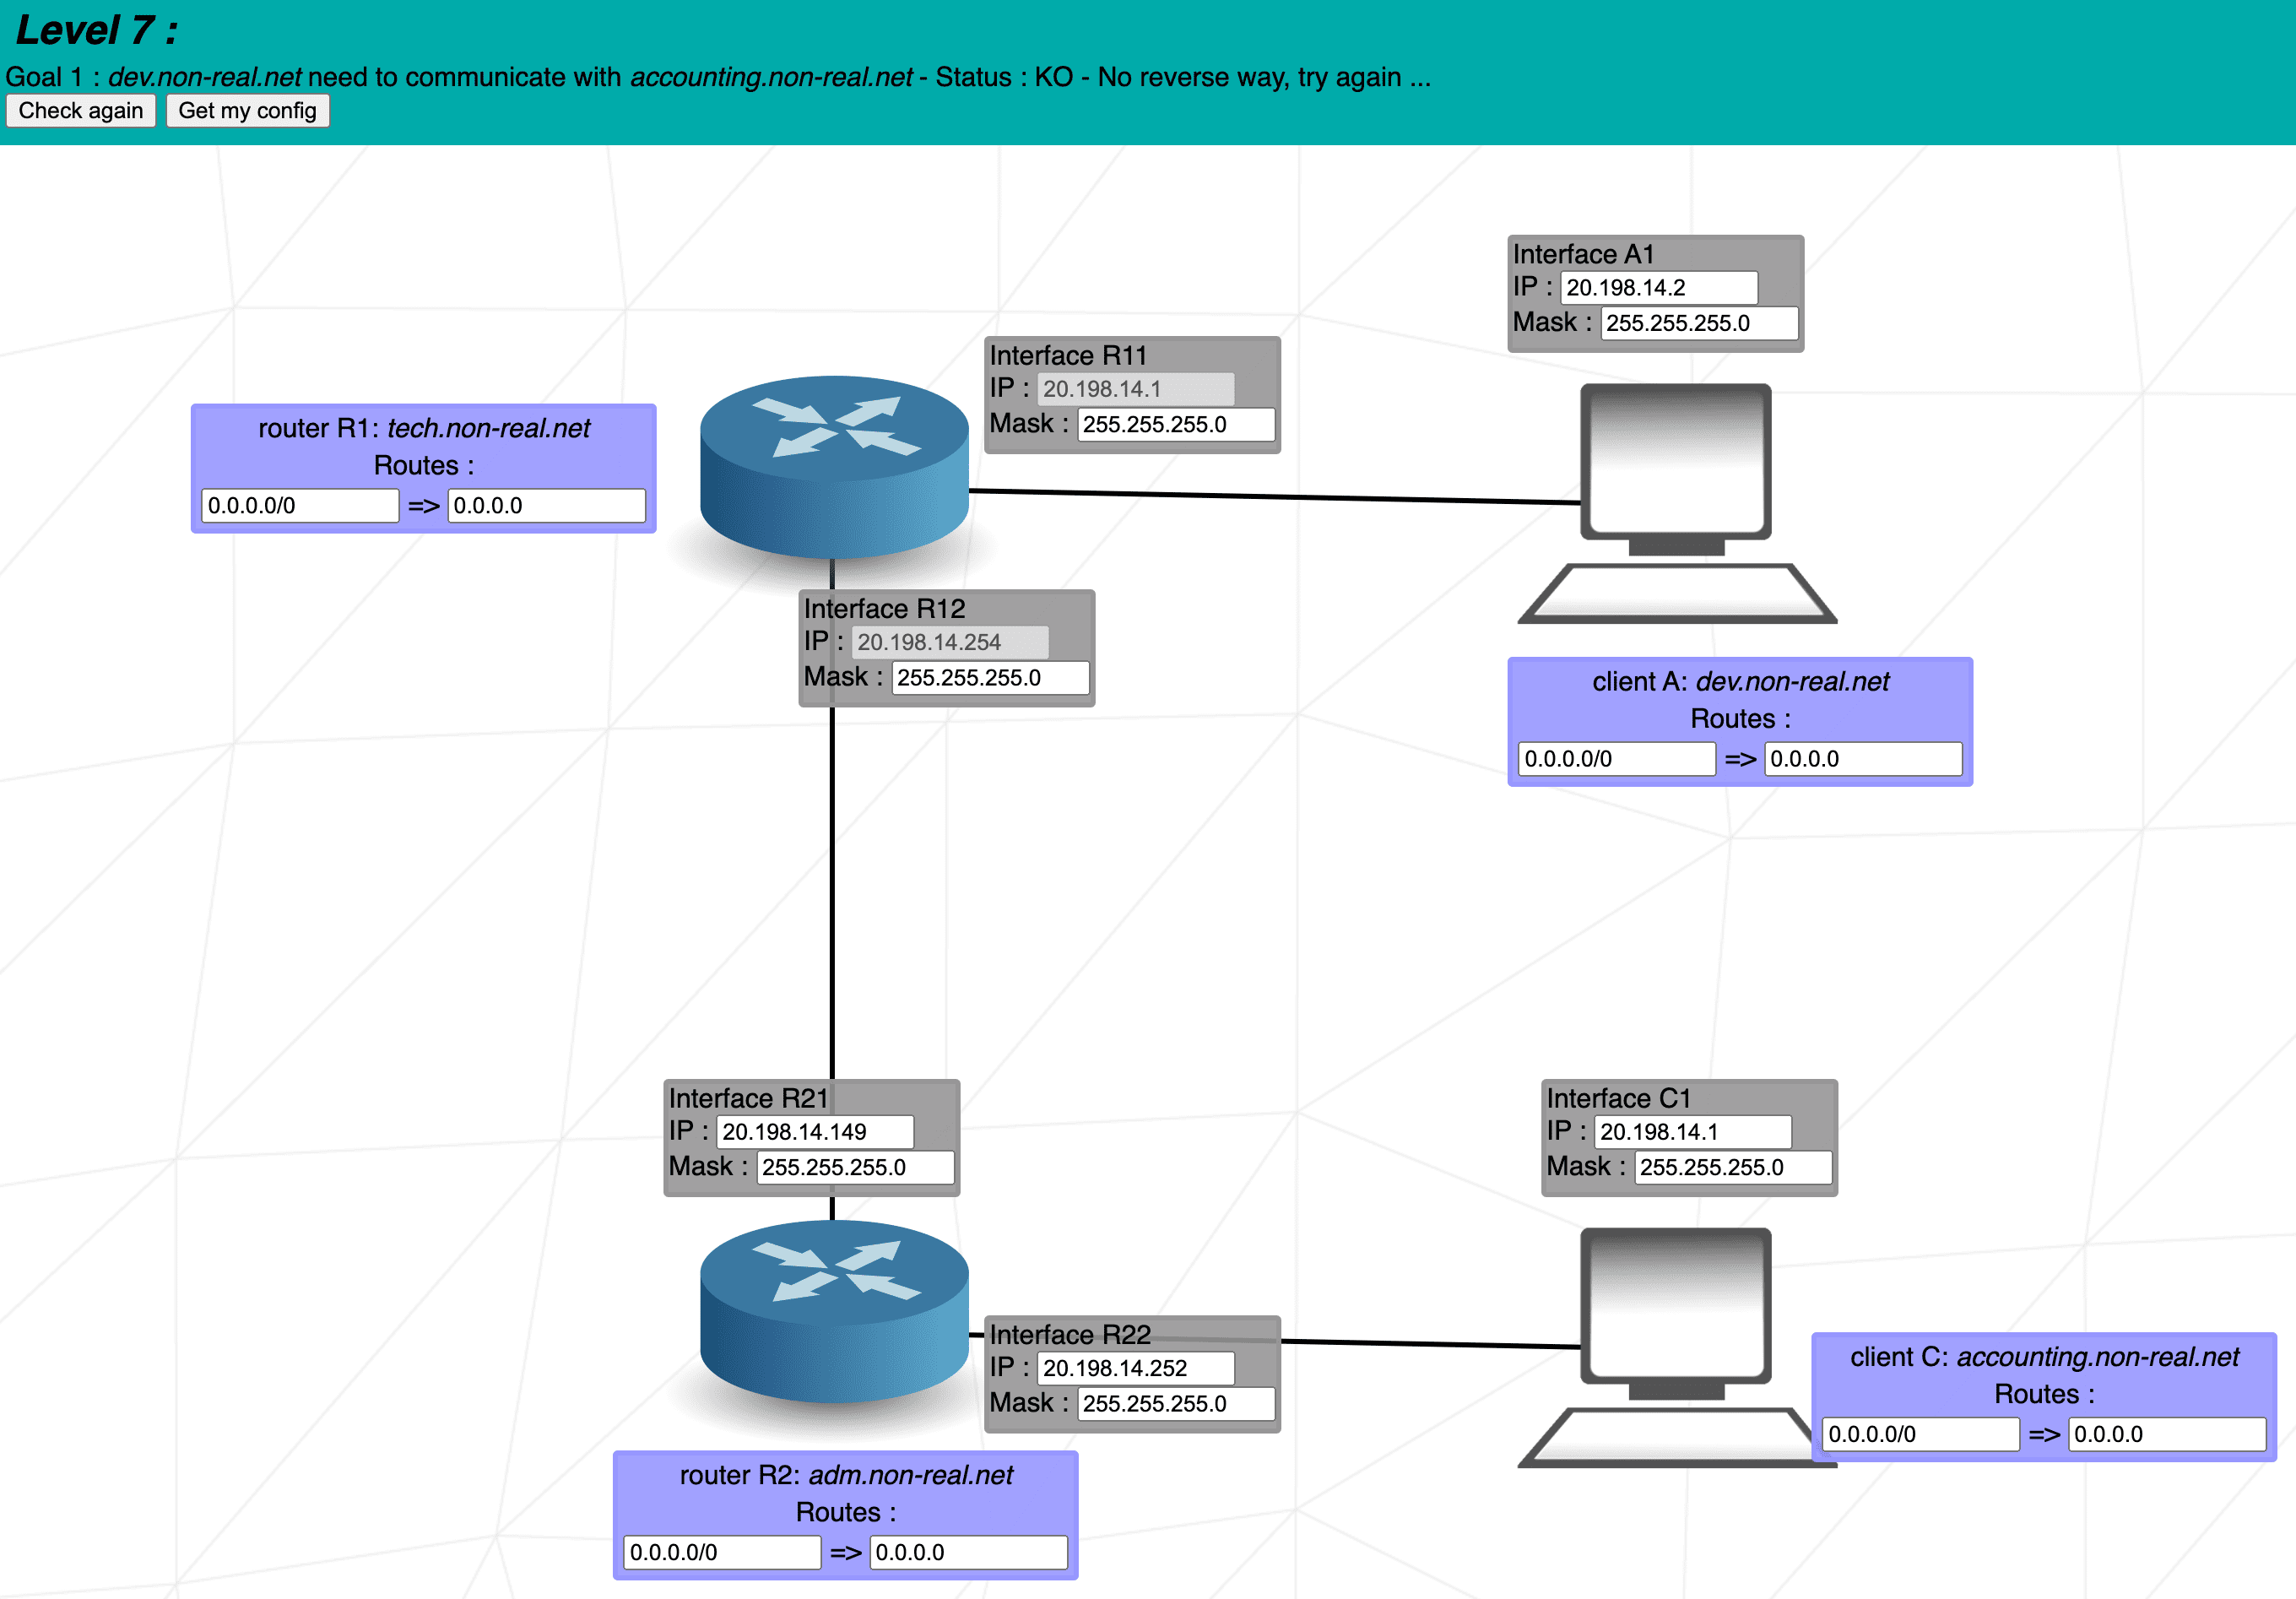 Level 7 :
Goal 1 : dev.non-real.net need to communicate with accounting.non-real.net - Status : KO - No reverse way, try again ...
Check again Get my config
Interface A1
IP : 20.198.14.2
Mask : 255.255.255.0
Interface R11
IP : 20.198.14.1
Mask : 255.255.255.0
router R1: tech.non-real.net
Routes :
0.0.0.0/0 => 0.0.0.0
Interface R12
IP : 20.198.14.254
Mask : 255.255.255.0
client A: dev.non-real.net
Routes :
0.0.0.0/0 => 0.0.0.0
Interface R21
IP : 20.198.14.149
Mask : 255.255.255.0
Interface C1
IP : 20.198.14.1
Mask : 255.255.255.0
Interface R22
IP : 20.198.14.252
Mask : 255.255.255.0
client C: accounting.non-real.net
Routes :
0.0.0.0/0 => 0.0.0.0
router R2: adm.non-real.net
Routes :
0.0.0.0/0 => 0.0.0.0